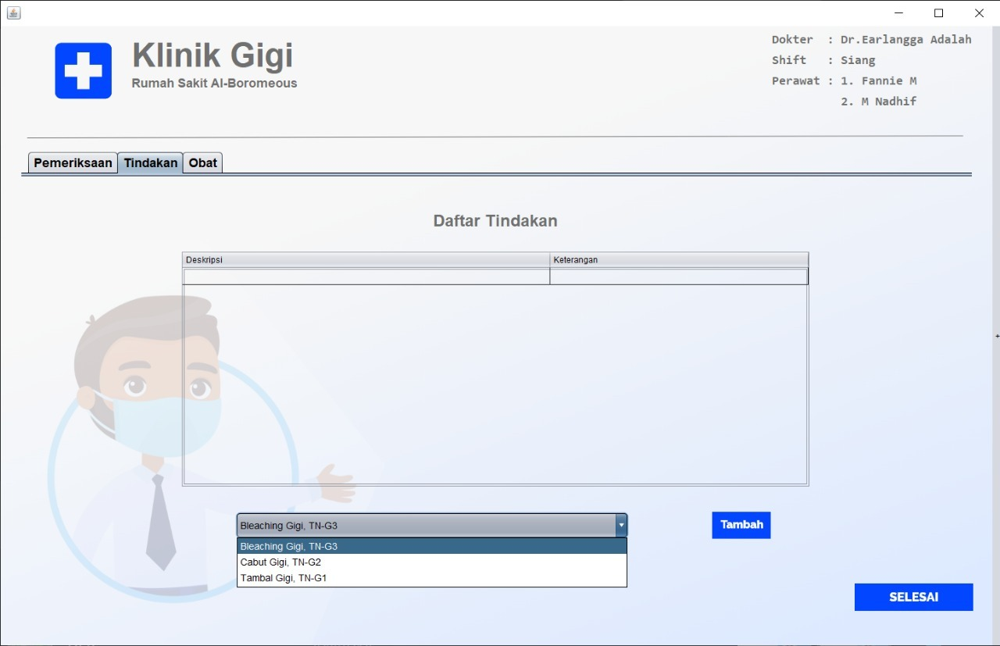 Klinik Gigi
Rumah Sakit Al-Boromeous
Dokter : Dr.Earlangga Adalah
Shift : Siang
Perawat : 1. Fannie M
2. M Nadhif
Pemeriksaan Tindakan Obat
Daftar Tindakan
Deskripsi Keterangan
Bleaching Gigi, TN-G3 Tambah
Bleaching Gigi, TN-G3
Cabut Gigi, TN-G2
Tambal Gigi, TN-G1
SELESAI